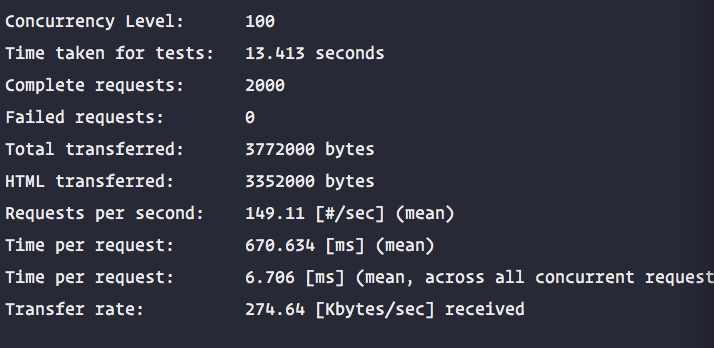 Concurrency Level:      100
Time taken for tests:   13.413 seconds
Complete requests:      2000
Failed requests:        0
Total transferred:      3772000 bytes
HTML transferred:       3352000 bytes
Requests per second:    149.11 [#/sec] (mean)
Time per request:       670.634 [ms] (mean)
Time per request:       6.706 [ms] (mean, across all concurrent request
Transfer rate:          274.64 [Kbytes/sec] received